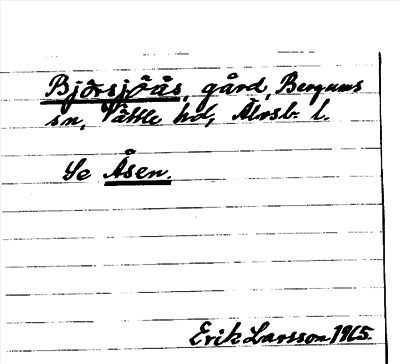 Björsjöås, gård, Bergums
sn, Vättle hd, Älvsb. l.
Se Åsen.
Erik Larsson 1965.